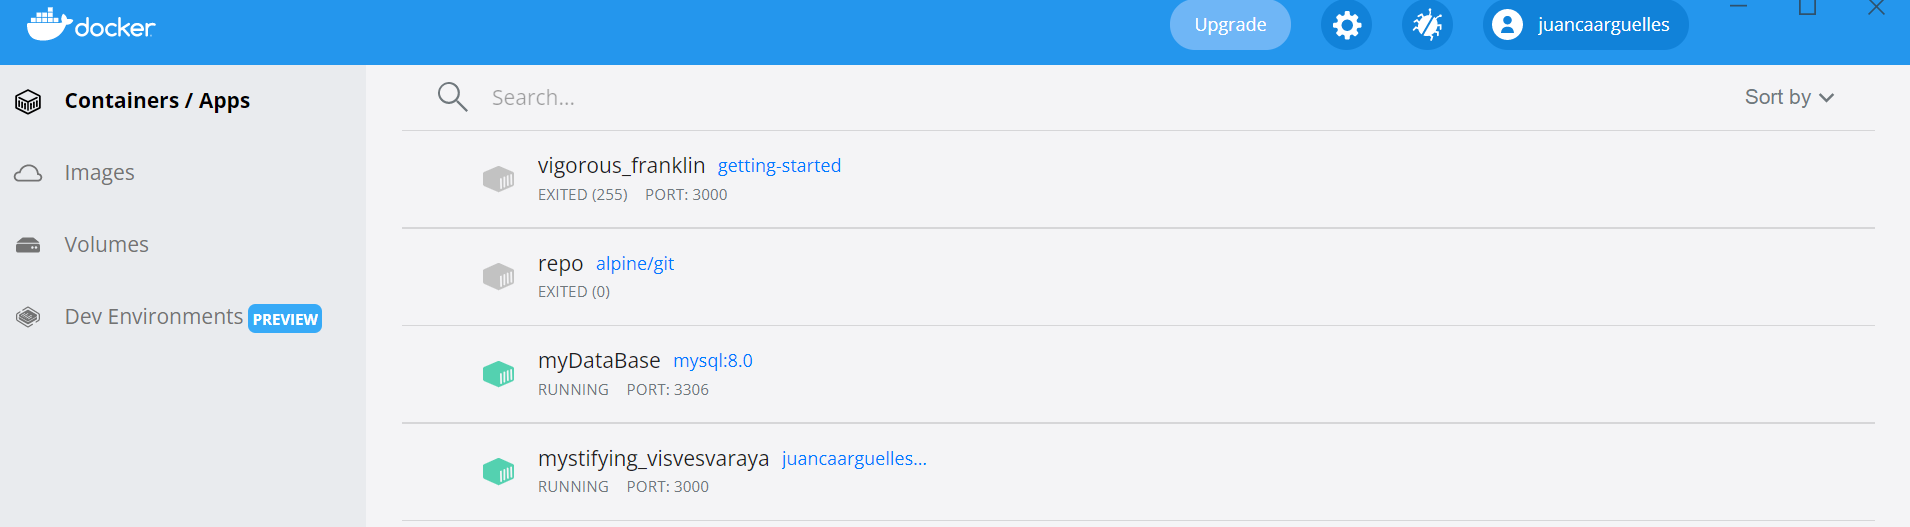 docker
Upgrade
juancaarguelles
Containers / Apps
Images
Volumes
Dev Environments PREVIEW
Search...
Sort by
vigorous_franklin getting-started
EXITED (255) PORT: 3000
repo alpine/git
EXITED (0)
myDataBase mysql:8.0
RUNNING PORT: 3306
mystifying_visvesvaraya juancaarguelles...
RUNNING PORT: 3000